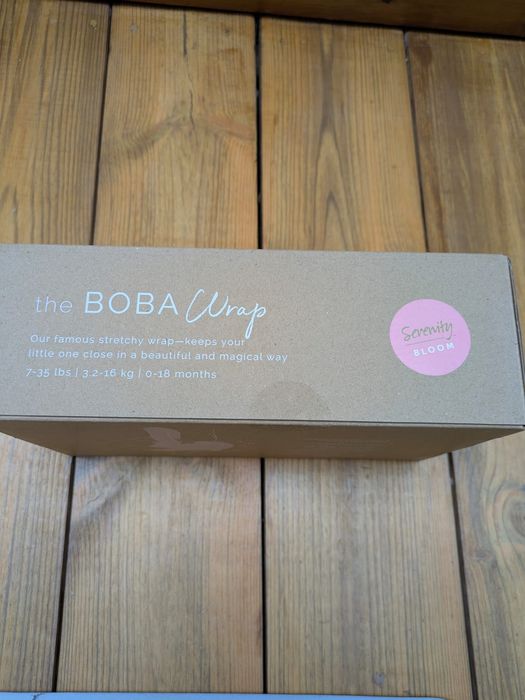 the BOBA Wrap
Our famous stretchy wrap—keeps your
little one close in a beautiful and magical way
7-35 lbs | 3.2-16 kg | 0-18 months
Serenity
BLOOM